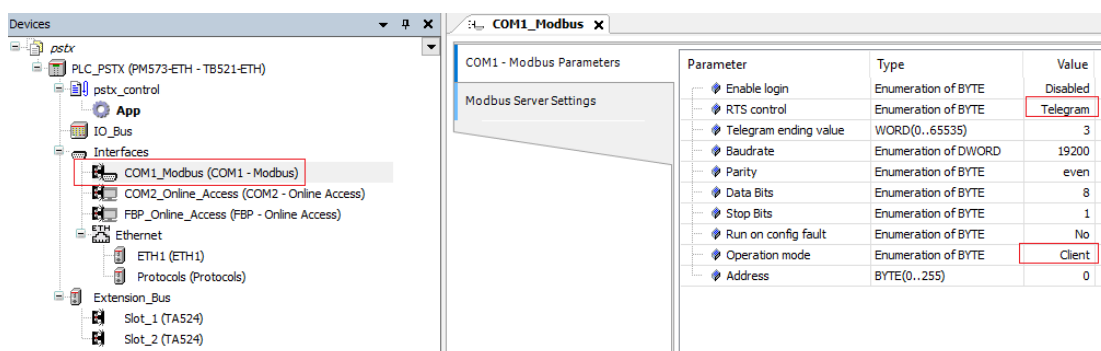 Devices
pstx
PLC_PSTX (PM573-ETH - TB521-ETH)
pstx_control
App
IO_Bus
Interfaces
COM1_Modbus (COM1 - Modbus)
COM2_Online_Access (COM2 - Online Access)
FBP_Online_Access (FBP - Online Access)
Ethernet
ETH1 (ETH1)
Protocols (Protocols)
Extension_Bus
Slot_1 (TA524)
Slot_2 (TA524)
COM1_Modbus
COM1 - Modbus Parameters
Modbus Server Settings
Parameter Type Value
Enable login Enumeration of BYTE Disabled
RTS control Enumeration of BYTE Telegram
Telegram ending value WORD(0..65535) 3
Baudrate Enumeration of DWORD 19200
Parity Enumeration of BYTE even
Data Bits Enumeration of BYTE 8
Stop Bits Enumeration of BYTE 1
Run on config fault Enumeration of BYTE No
Operation mode Enumeration of BYTE Client
Address BYTE(0..255) 0